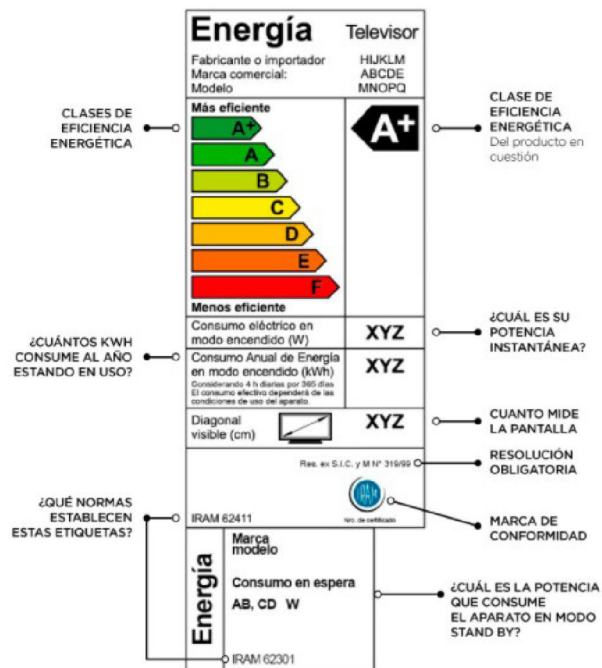 Energía Televisor
Fabricante o importador HIJKLM
Marca comercial: ABCDE
Modelo MNOPQ
Más eficiente
CLASES DE
EFICIENCIA
ENERGÉTICA
A+
A
B
C
D
E
F
Menos eficiente
A+
CLASE DE
EFICIENCIA
ENERGÉTICA
Del producto en
cuestión
Consumo eléctrico en
modo encendido (W)
XYZ
¿CUÁL ES SU
POTENCIA
INSTANTÁNEA?
¿CUÁNTOS KWH
CONSUME AL AÑO
ESTANDO EN USO?
Consumo Anual de Energía
en modo encendido (kWh)
Considerando 4 h diarias por 365 días
El consumo efectivo dependerá de las
condiciones de uso del aparato.
XYZ
Diagonal
visible (cm)
XYZ
CUANTO MIDE
LA PANTALLA
Res. ex S.I.C. y M N° 319/99
RESOLUCIÓN
OBLIGATORIA
¿QUÉ NORMAS
ESTABLECEN
ESTAS ETIQUETAS?
IRAM 62411
Nro. de certificado
MARCA DE
CONFORMIDAD
Energía
Marca
modelo
Consumo en espera
AB, CD W
IRAM 62301
¿CUÁL ES LA POTENCIA
QUE CONSUME
EL APARATO EN MODO
STAND BY?